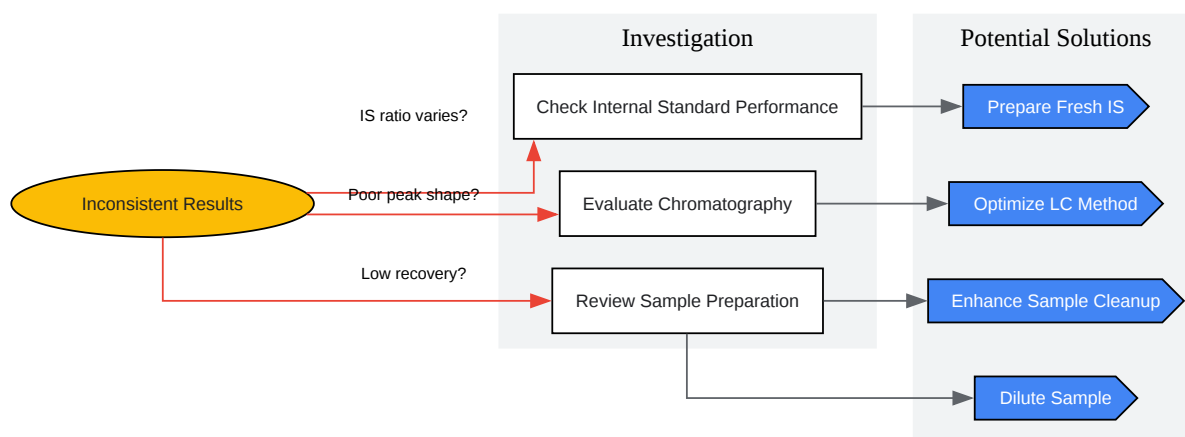 Investigation
Potential Solutions
IS ratio varies?
Check Internal Standard Performance
Prepare Fresh IS
Inconsistent Results
Poor peak shape?
Evaluate Chromatography
Optimize LC Method
Low recovery?
Review Sample Preparation
Enhance Sample Cleanup
Dilute Sample